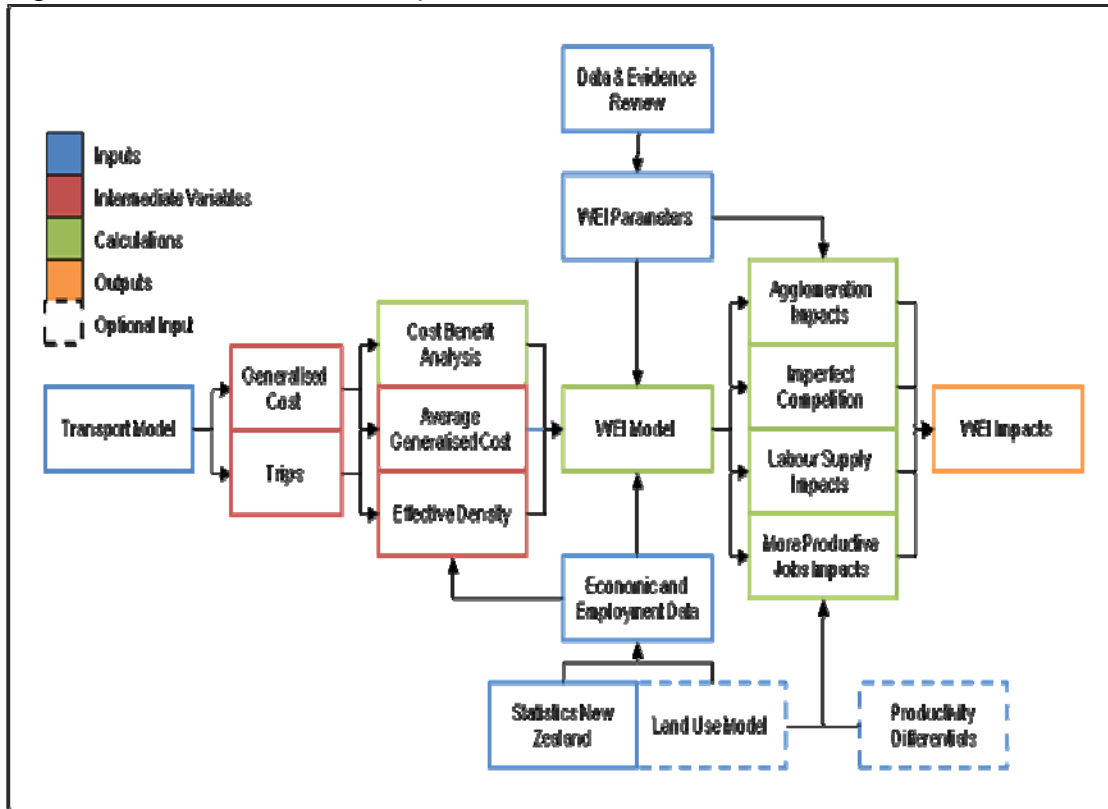 Data & Evidence
Review
Inputs
Intermediate Variables
Calculations
Outputs
Optional Input
WEI Parameters
Transport Model
Generalised
Cost
Trips
Cost Benefit
Analysis
Average
Generalised Cost
Effective Density
WEI Model
Agglomeration
Impacts
Imperfect
Competition
Labour Supply
Impacts
More Productive
Jobs Impacts
WEI Impacts
Economic and
Employment Data
Statistics New
Zealand
Land Use Model
Productivity
Differentials